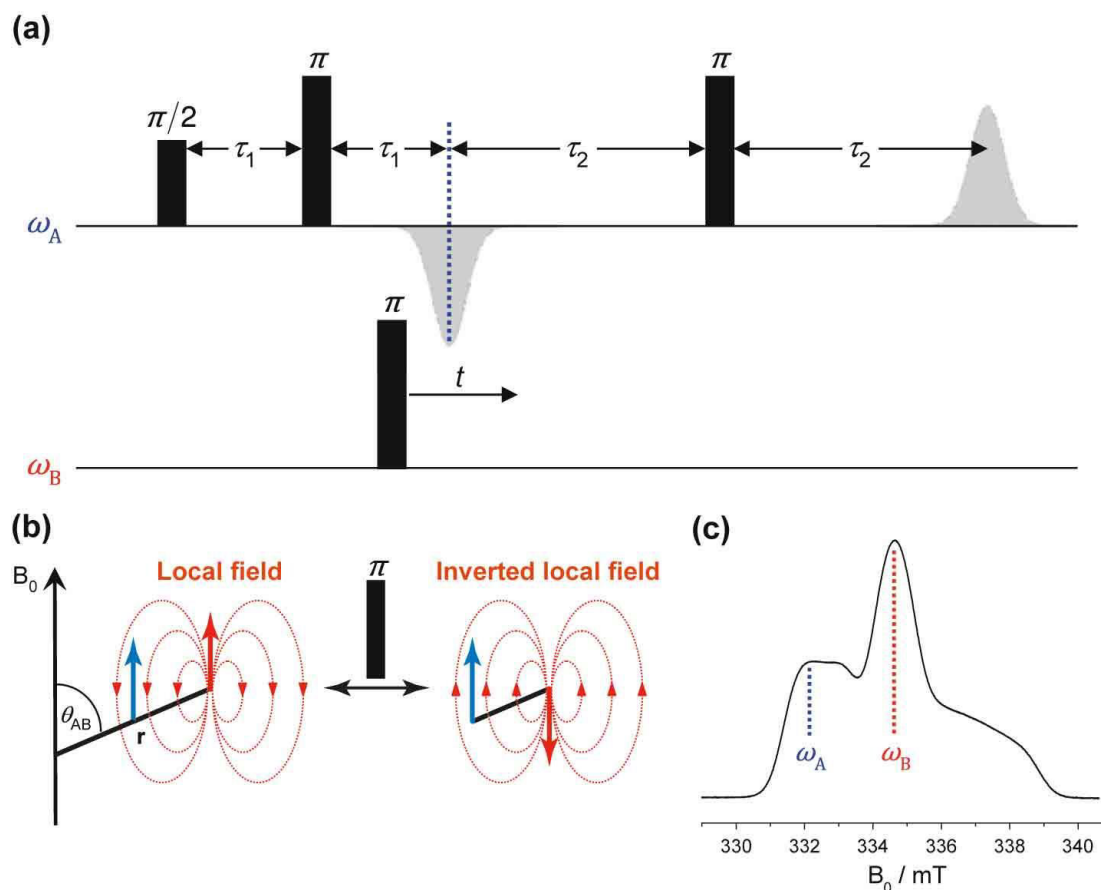 (a)
π/2
π
π
τ1
τ1
τ2
τ2
ωA
π
t
ωB
(b)
B0
Local field
π
Inverted local field
θAB
r
(c)
ωA
ωB
330 332 334 336 338 340
B0 / mT